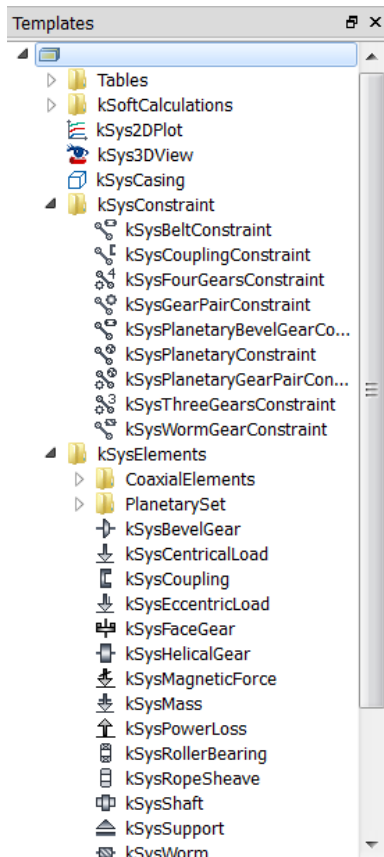 Templates
Tables
kSoftCalculations
kSys2DPlot
kSys3DView
kSysCasing
kSysConstraint
kSysBeltConstraint
kSysCouplingConstraint
kSysFourGearsConstraint
kSysGearPairConstraint
kSysPlanetaryBevelGearCo...
kSysPlanetaryConstraint
kSysPlanetaryGearPairCon...
kSysThreeGearsConstraint
kSysWormGearConstraint
kSysElements
CoaxialElements
PlanetarySet
kSysBevelGear
kSysCentricalLoad
kSysCoupling
kSysEccentricLoad
kSysFaceGear
kSysHelicalGear
kSysMagneticForce
kSysMass
kSysPowerLoss
kSysRollerBearing
kSysRopeSheave
kSysShaft
kSysSupport
kSysWorm